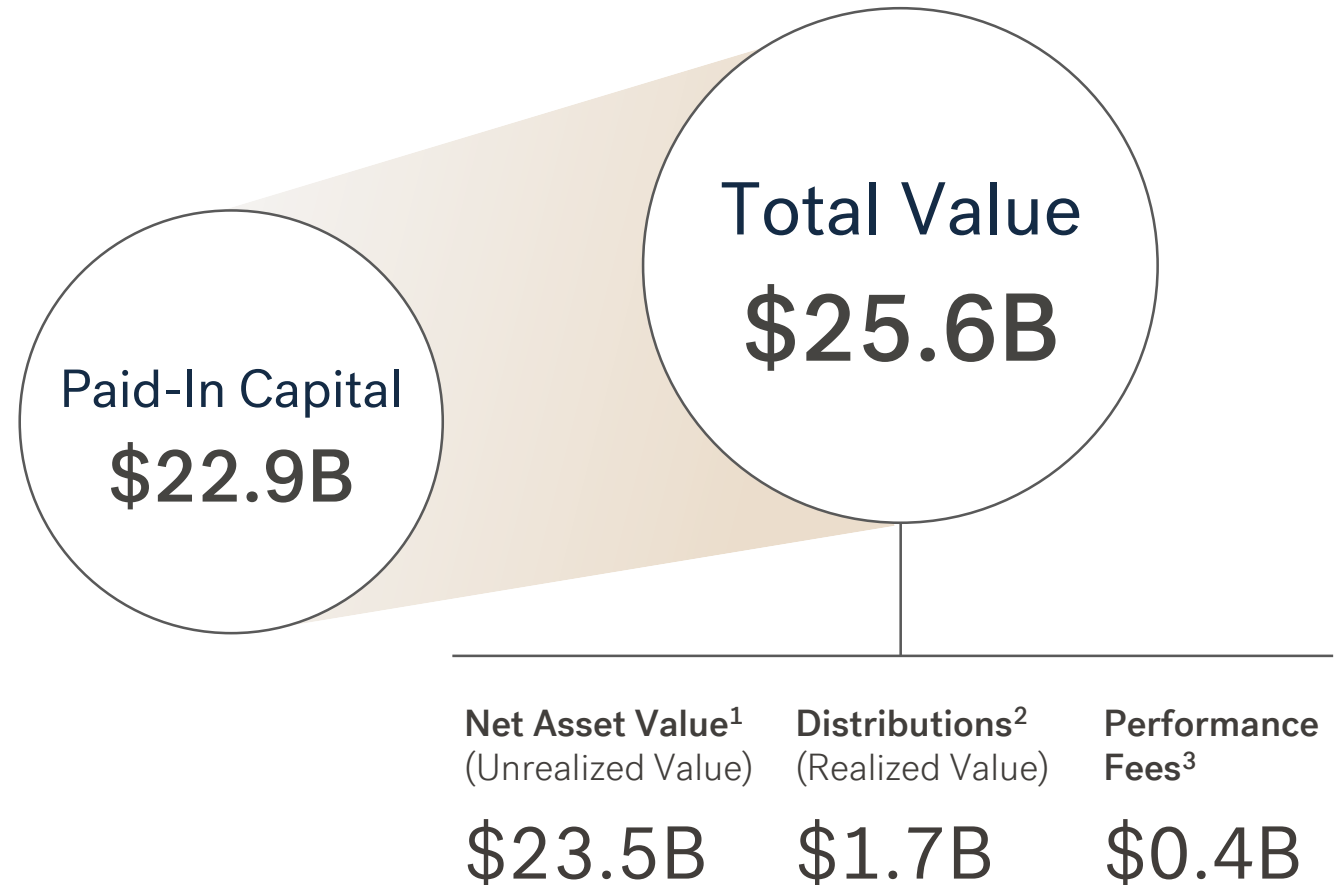 Total Value
$25.6B
Paid-In Capital
$22.9B
Net Asset Value¹
(Unrealized Value)
$23.5B
Distributions²
(Realized Value)
$1.7B
Performance
Fees³
$0.4B